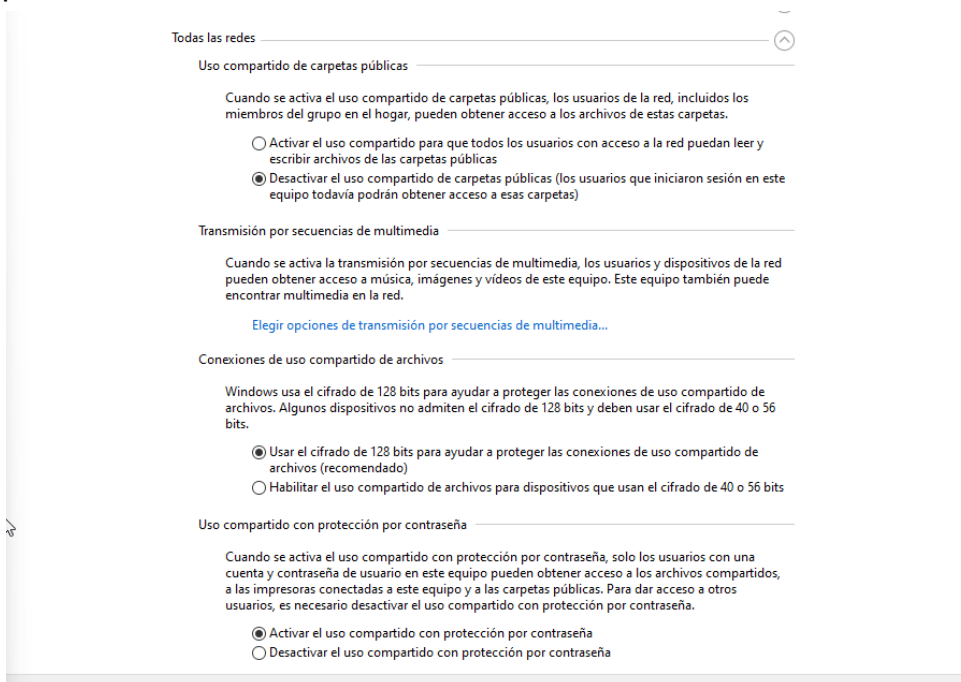 Todas las redes
Uso compartido de carpetas públicas
Cuando se activa el uso compartido de carpetas públicas, los usuarios de la red, incluidos los
miembros del grupo en el hogar, pueden obtener acceso a los archivos de estas carpetas.
Activar el uso compartido para que todos los usuarios con acceso a la red puedan leer y
escribir archivos de las carpetas públicas
Desactivar el uso compartido de carpetas públicas (los usuarios que iniciaron sesión en este
equipo todavía podrán obtener acceso a esas carpetas)
Transmisión por secuencias de multimedia
Cuando se activa la transmisión por secuencias de multimedia, los usuarios y dispositivos de la red
pueden obtener acceso a música, imágenes y vídeos de este equipo. Este equipo también puede
encontrar multimedia en la red.
Elegir opciones de transmisión por secuencias de multimedia...
Conexiones de uso compartido de archivos
Windows usa el cifrado de 128 bits para ayudar a proteger las conexiones de uso compartido de
archivos. Algunos dispositivos no admiten el cifrado de 128 bits y deben usar el cifrado de 40 o 56
bits.
Usar el cifrado de 128 bits para ayudar a proteger las conexiones de uso compartido de
archivos (recomendado)
Habilitar el uso compartido de archivos para dispositivos que usan el cifrado de 40 o 56 bits
Uso compartido con protección por contraseña
Cuando se activa el uso compartido con protección por contraseña, solo los usuarios con una
cuenta y contraseña de usuario en este equipo pueden obtener acceso a los archivos compartidos,
a las impresoras conectadas a este equipo y a las carpetas públicas. Para dar acceso a otros
usuarios, es necesario desactivar el uso compartido con protección por contraseña.
Activar el uso compartido con protección por contraseña
Desactivar el uso compartido con protección por contraseña